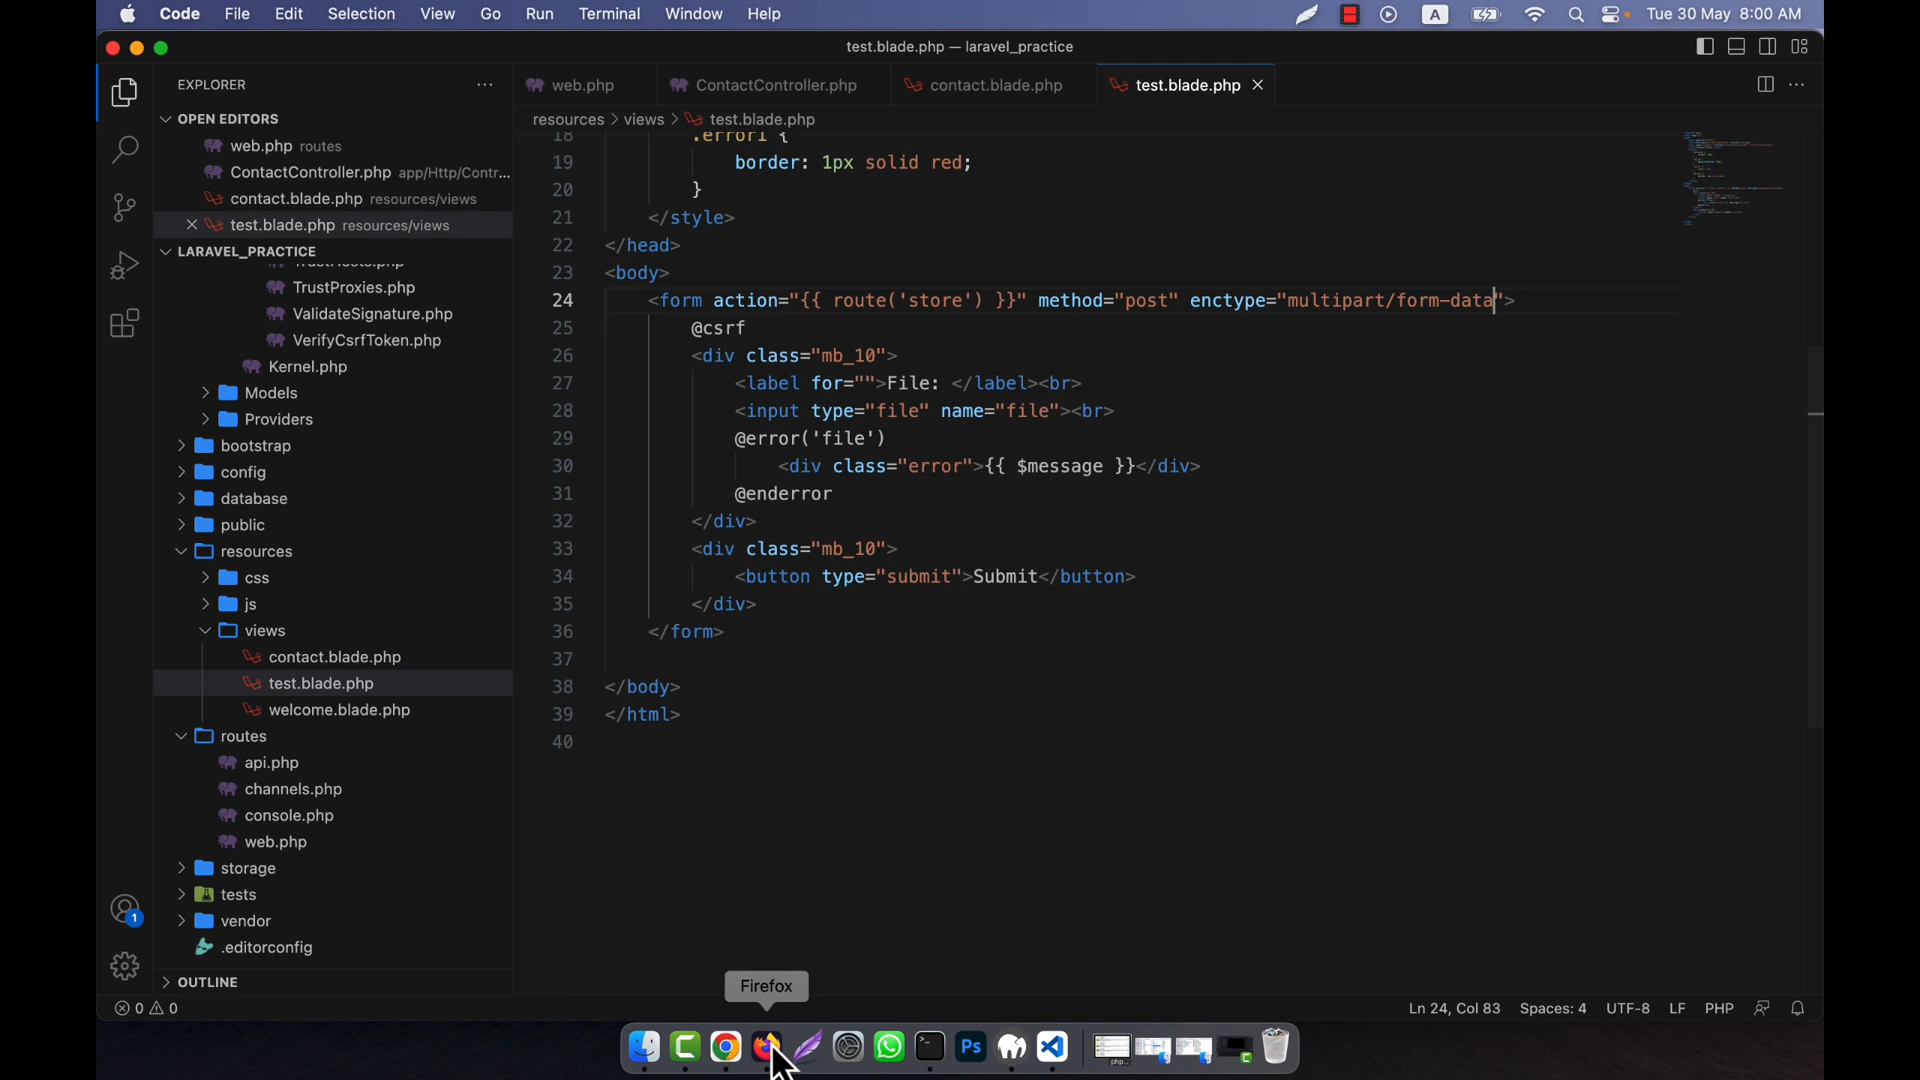 Code File Edit Selection View Go Run Terminal Window Help A Tue 30 May 8:00 AM
test.blade.php — laravel_practice
EXPLORER
OPEN EDITORS
web.php routes
ContactController.php app/Http/Contr...
contact.blade.php resources/views
test.blade.php resources/views
LARAVEL_PRACTICE
TrustHosts.php
TrustProxies.php
ValidateSignature.php
VerifyCsrfToken.php
Kernel.php
Models
Providers
bootstrap
config
database
public
resources
css
js
views
contact.blade.php
test.blade.php
welcome.blade.php
routes
api.php
channels.php
console.php
web.php
storage
tests
vendor
.editorconfig
OUTLINE
web.php ContactController.php contact.blade.php test.blade.php
resources > views > test.blade.php
18 .error1 {
19 border: 1px solid red;
20 }
21 </style>
22 </head>
23 <body>
24 <form action="{{ route('store') }}" method="post" enctype="multipart/form-data">
25 @csrf
26 <div class="mb_10">
27 <label for="">File: </label><br>
28 <input type="file" name="file"><br>
29 @error('file')
30 <div class="error">{{ $message }}</div>
31 @enderror
32 </div>
33 <div class="mb_10">
34 <button type="submit">Submit</button>
35 </div>
36 </form>
37
38 </body>
39 </html>
40
1
Firefox
0 0 Ln 24, Col 83 Spaces: 4 UTF-8 LF PHP
Ps
php...